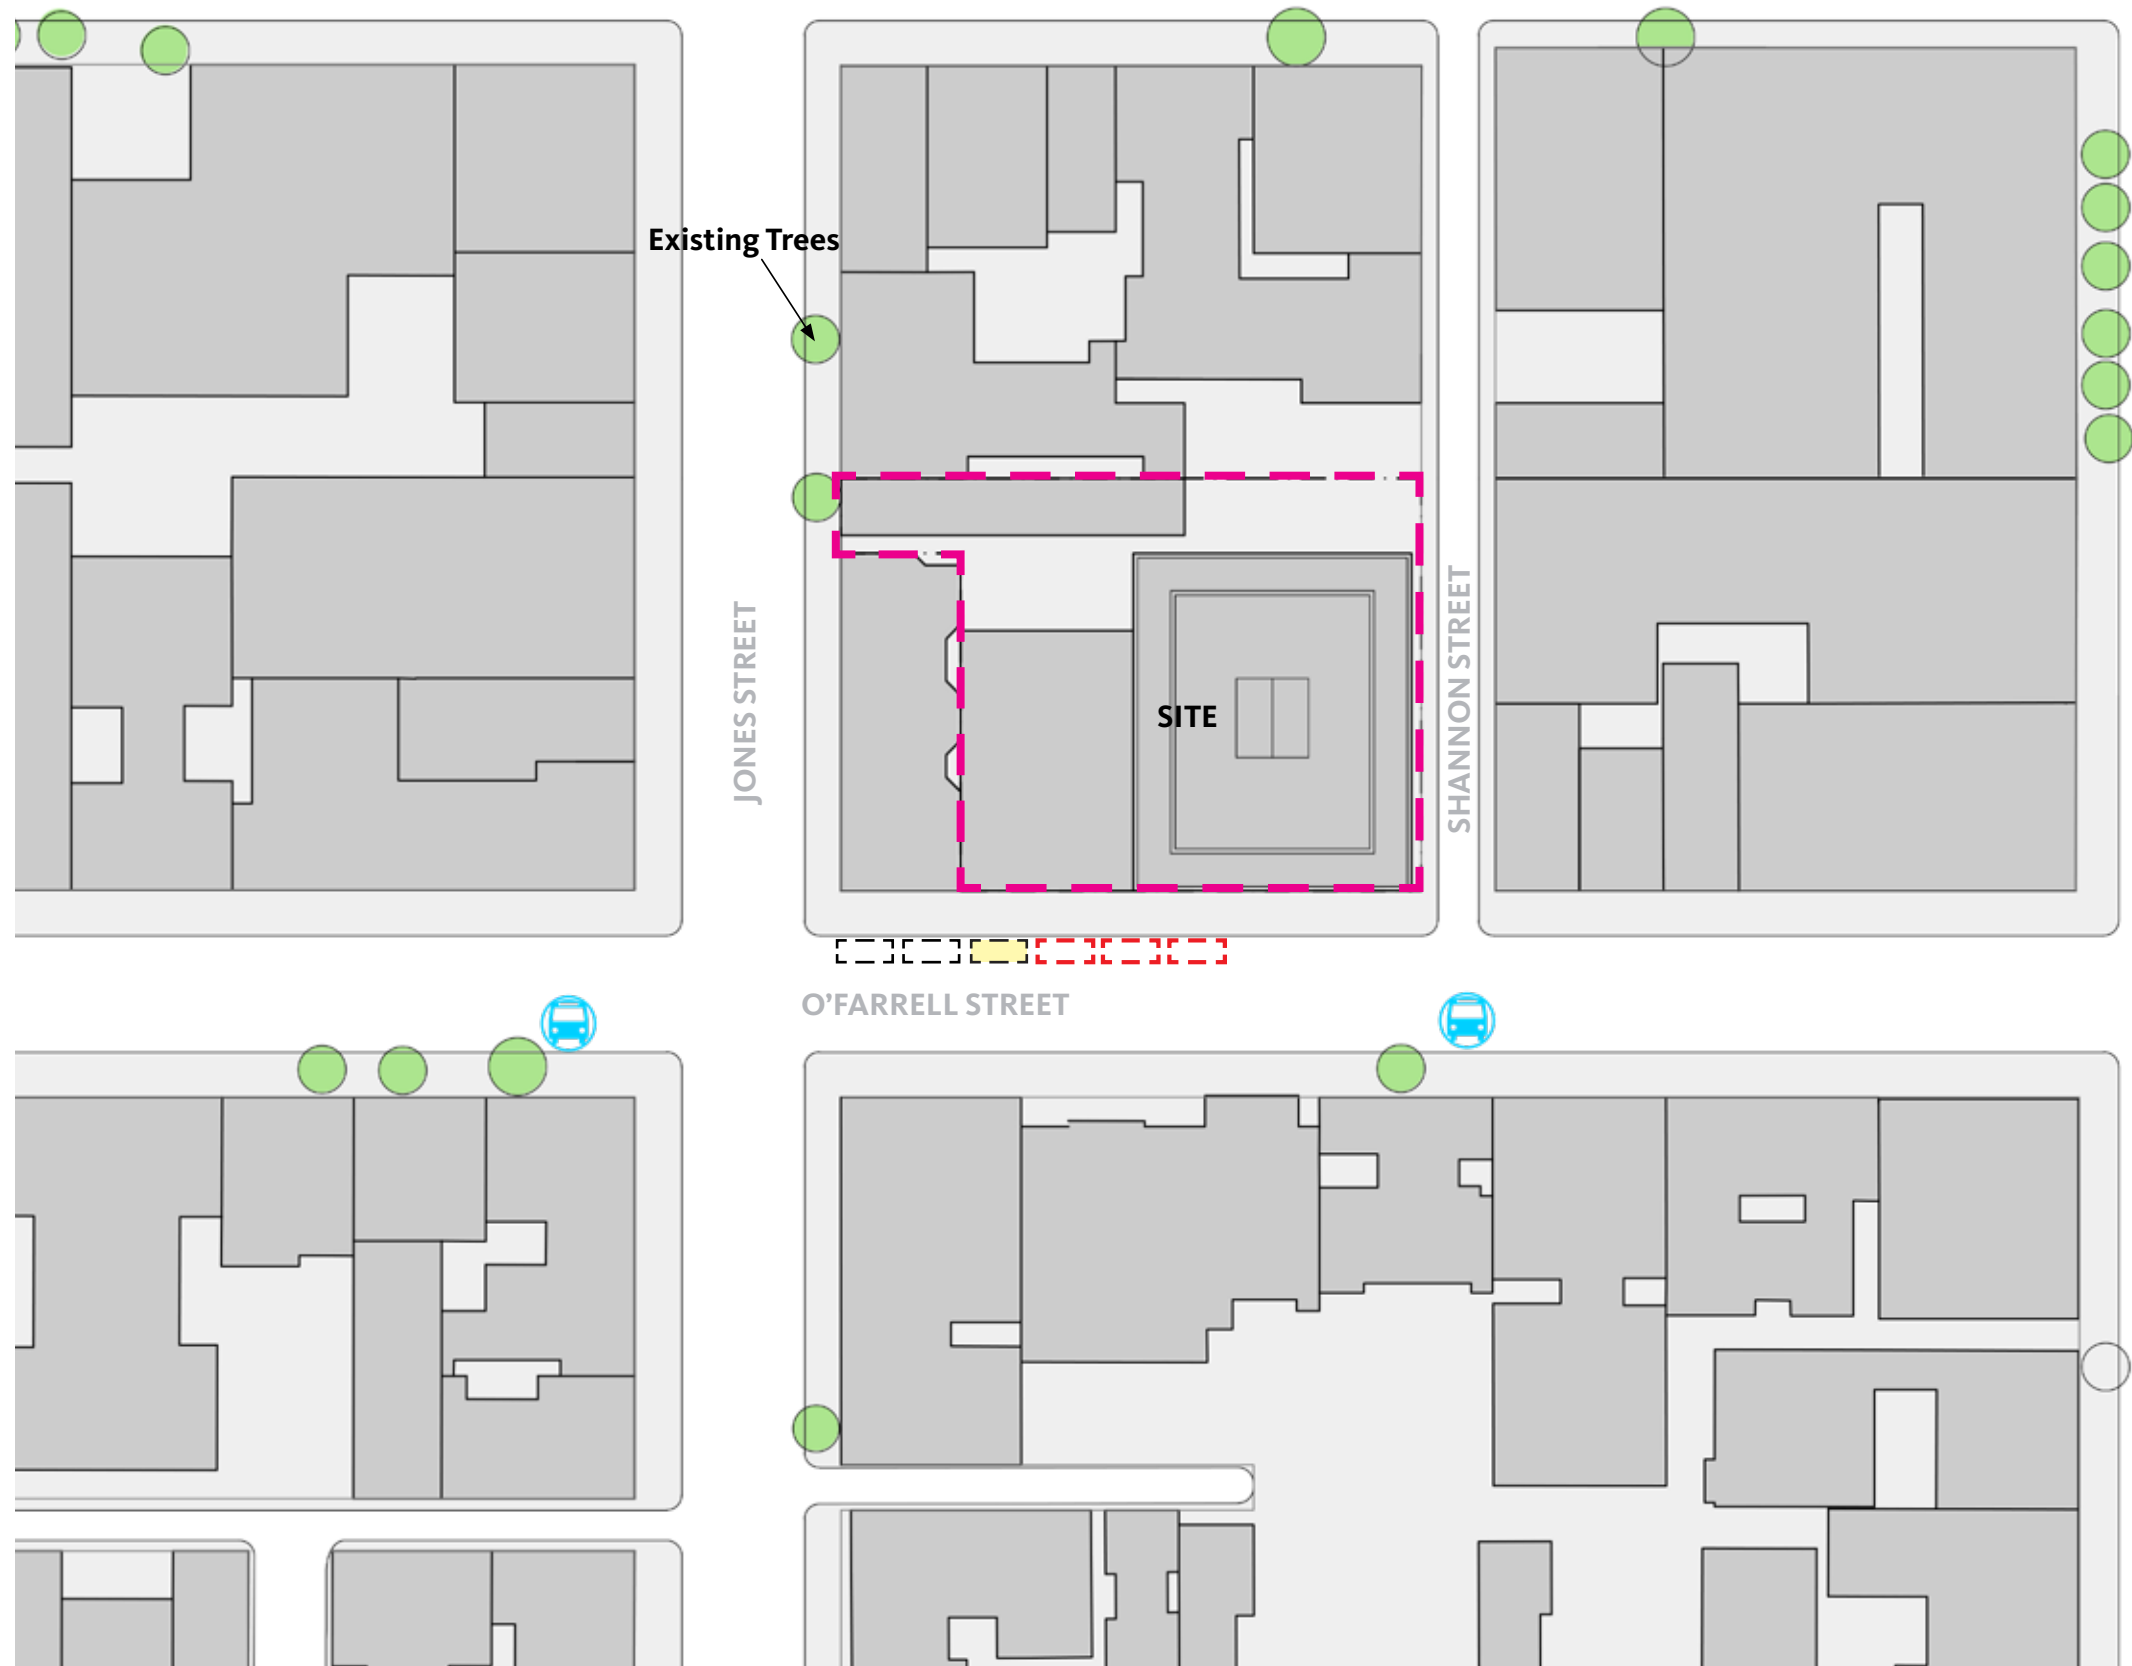 Existing Trees
JONES STREET
SHANNON STREET
SITE
O’FARRELL STREET